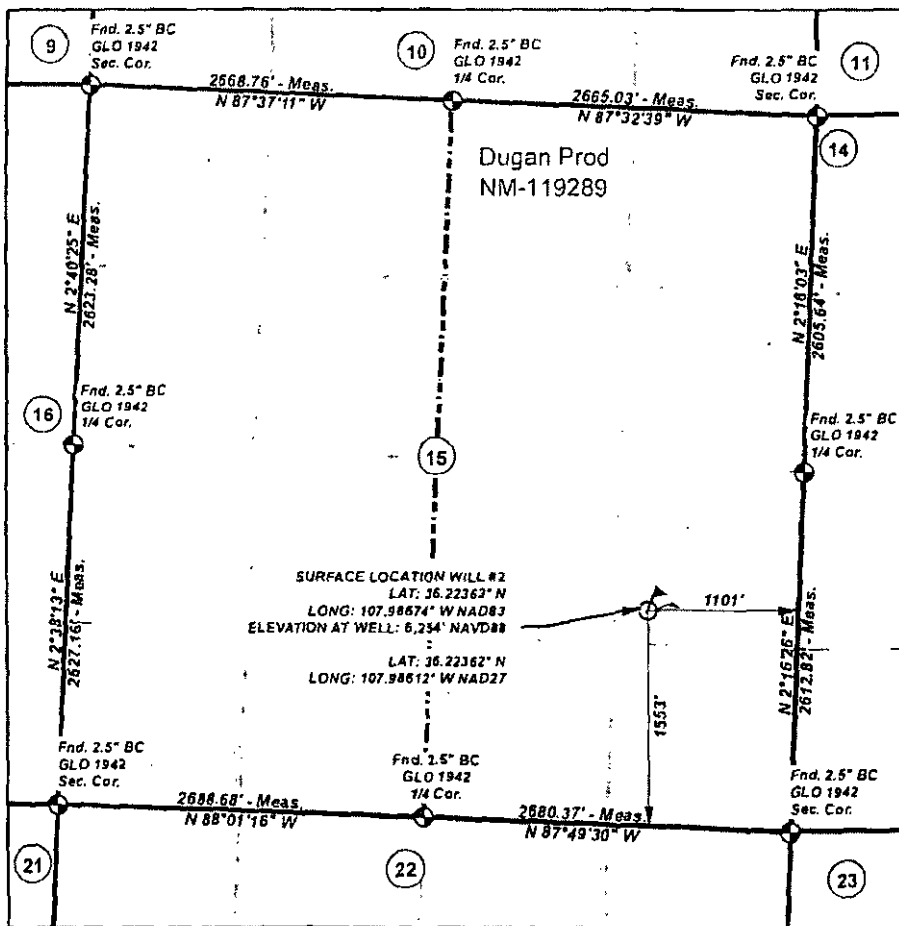 9
Fnd. 2.5" BC
GLO 1942
Sec. Cor.
10
Fnd. 2.5" BC
GLO 1942
1/4 Cor.
Fnd. 2.5" BC
GLO 1942
Sec. Cor.
11
2668.76' - Meas.
N 87°37'11" W
2665.03' - Meas.
N 87°32'39" W
14
Dugan Prod
NM-119289
N 2°40'25" E
2623.28' - Meas.
N 2°16'03" E
2605.64' - Meas.
16
Fnd. 2.5" BC
GLO 1942
1/4 Cor.
Fnd. 2.5" BC
GLO 1942
1/4 Cor.
15
SURFACE LOCATION WILL #2
LAT: 36.22363° N
LONG: 107.98674° W NAD83
ELEVATION AT WELL: 6,254' NAVD88
LAT: 36.22362° N
LONG: 107.98612° W NAD27
1101'
1553'
N 2°38'13" E
2627.16' - Meas.
N 2°16'26" E
2612.82' - Meas.
Fnd. 2.5" BC
GLO 1942
Sec. Cor.
Fnd. 2.5" BC
GLO 1942
1/4 Cor.
Fnd. 2.5" BC
GLO 1942
Sec. Cor.
2688.68' - Meas.
N 88°01'16" W
2680.37' - Meas.
N 87°49'30" W
21
22
23